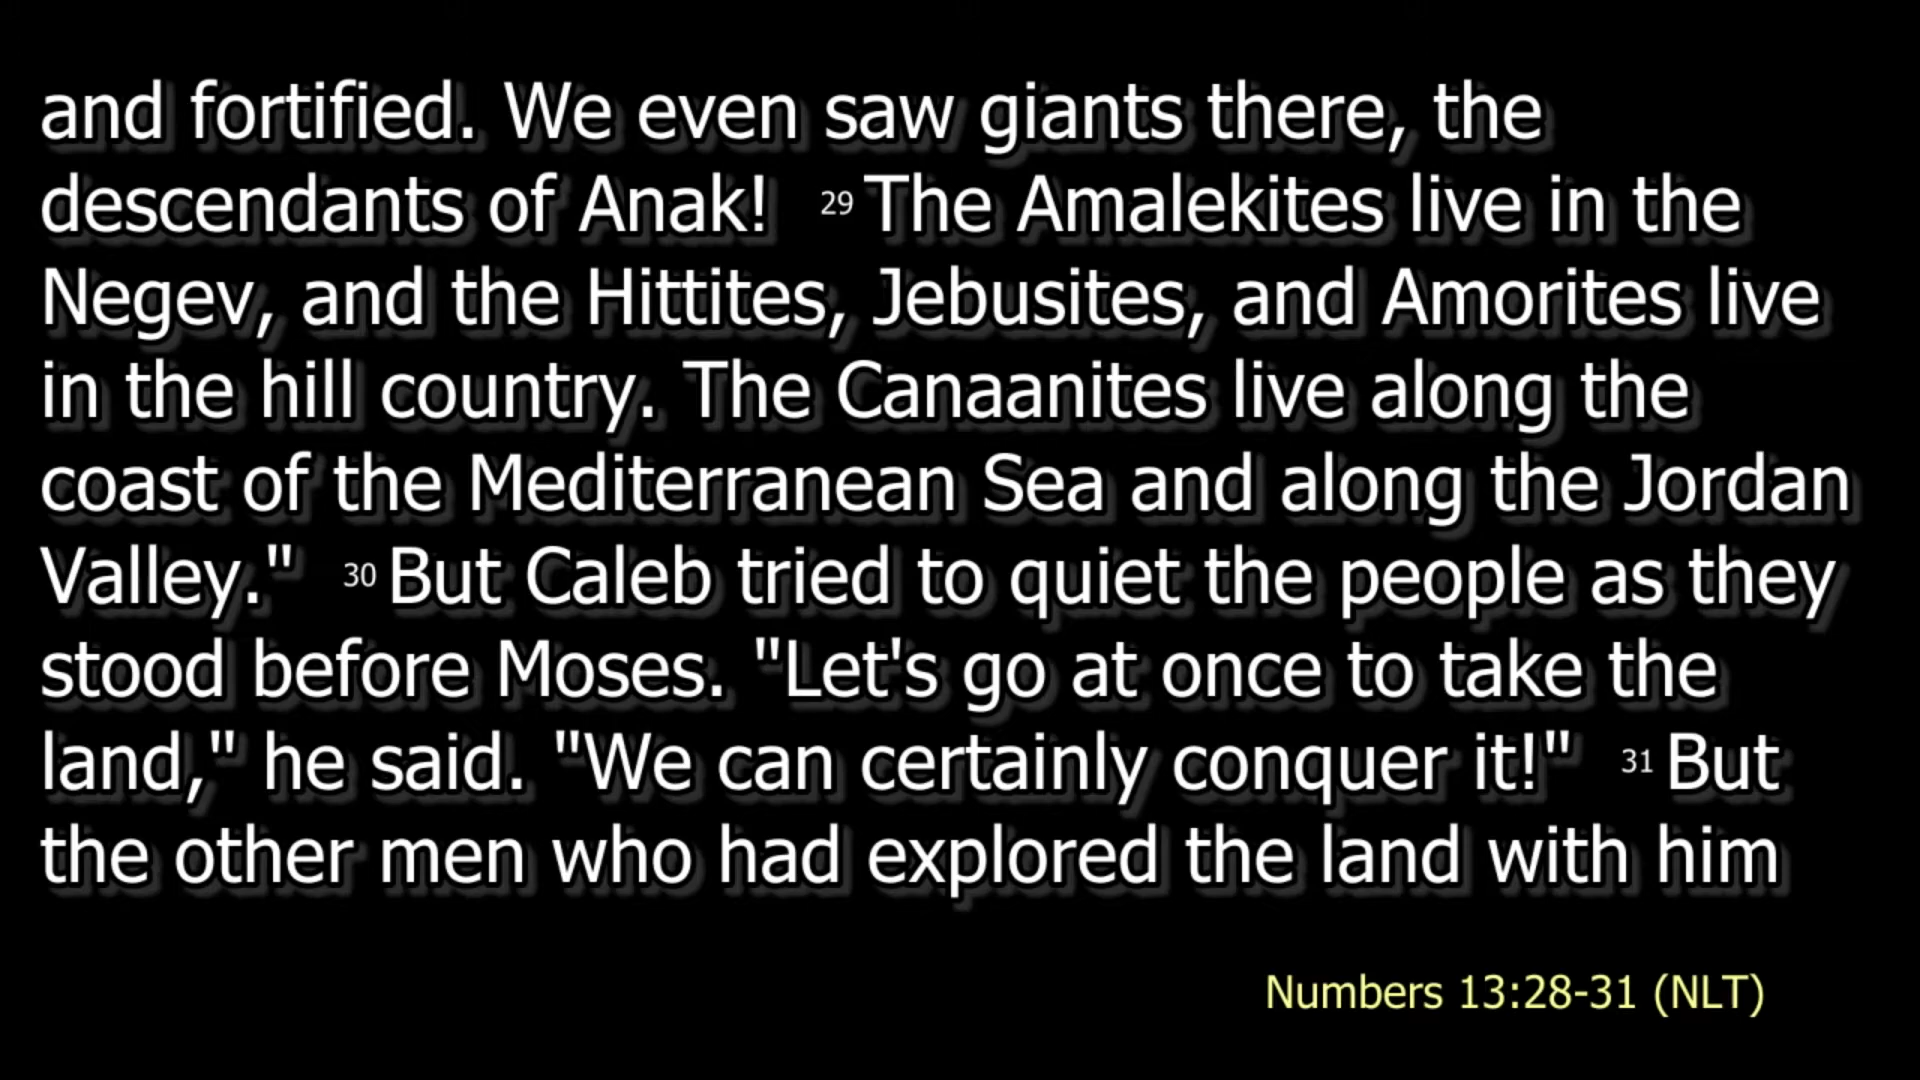 and fortified. We even saw giants there, the
descendants of Anak! 29 The Amalekites live in the
Negev, and the Hittites, Jebusites, and Amorites live
in the hill country. The Canaanites live along the
coast of the Mediterranean Sea and along the Jordan
Valley." 30 But Caleb tried to quiet the people as they
stood before Moses. "Let's go at once to take the
land," he said. "We can certainly conquer it!" 31 But
the other men who had explored the land with him
Numbers 13:28-31 (NLT)